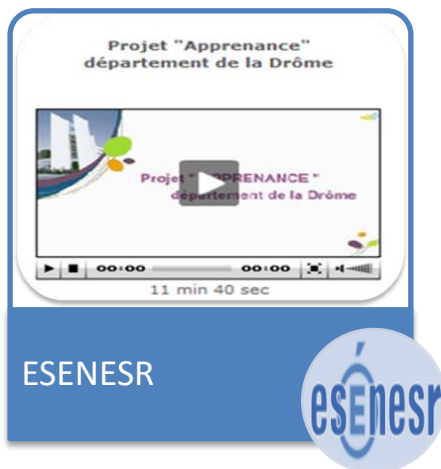 Projet "Apprenance"
département de la Drôme
Projet " APPRENANCE "
département de la Drôme
00:00 00:00
11 min 40 sec
ESENESR
esénesr